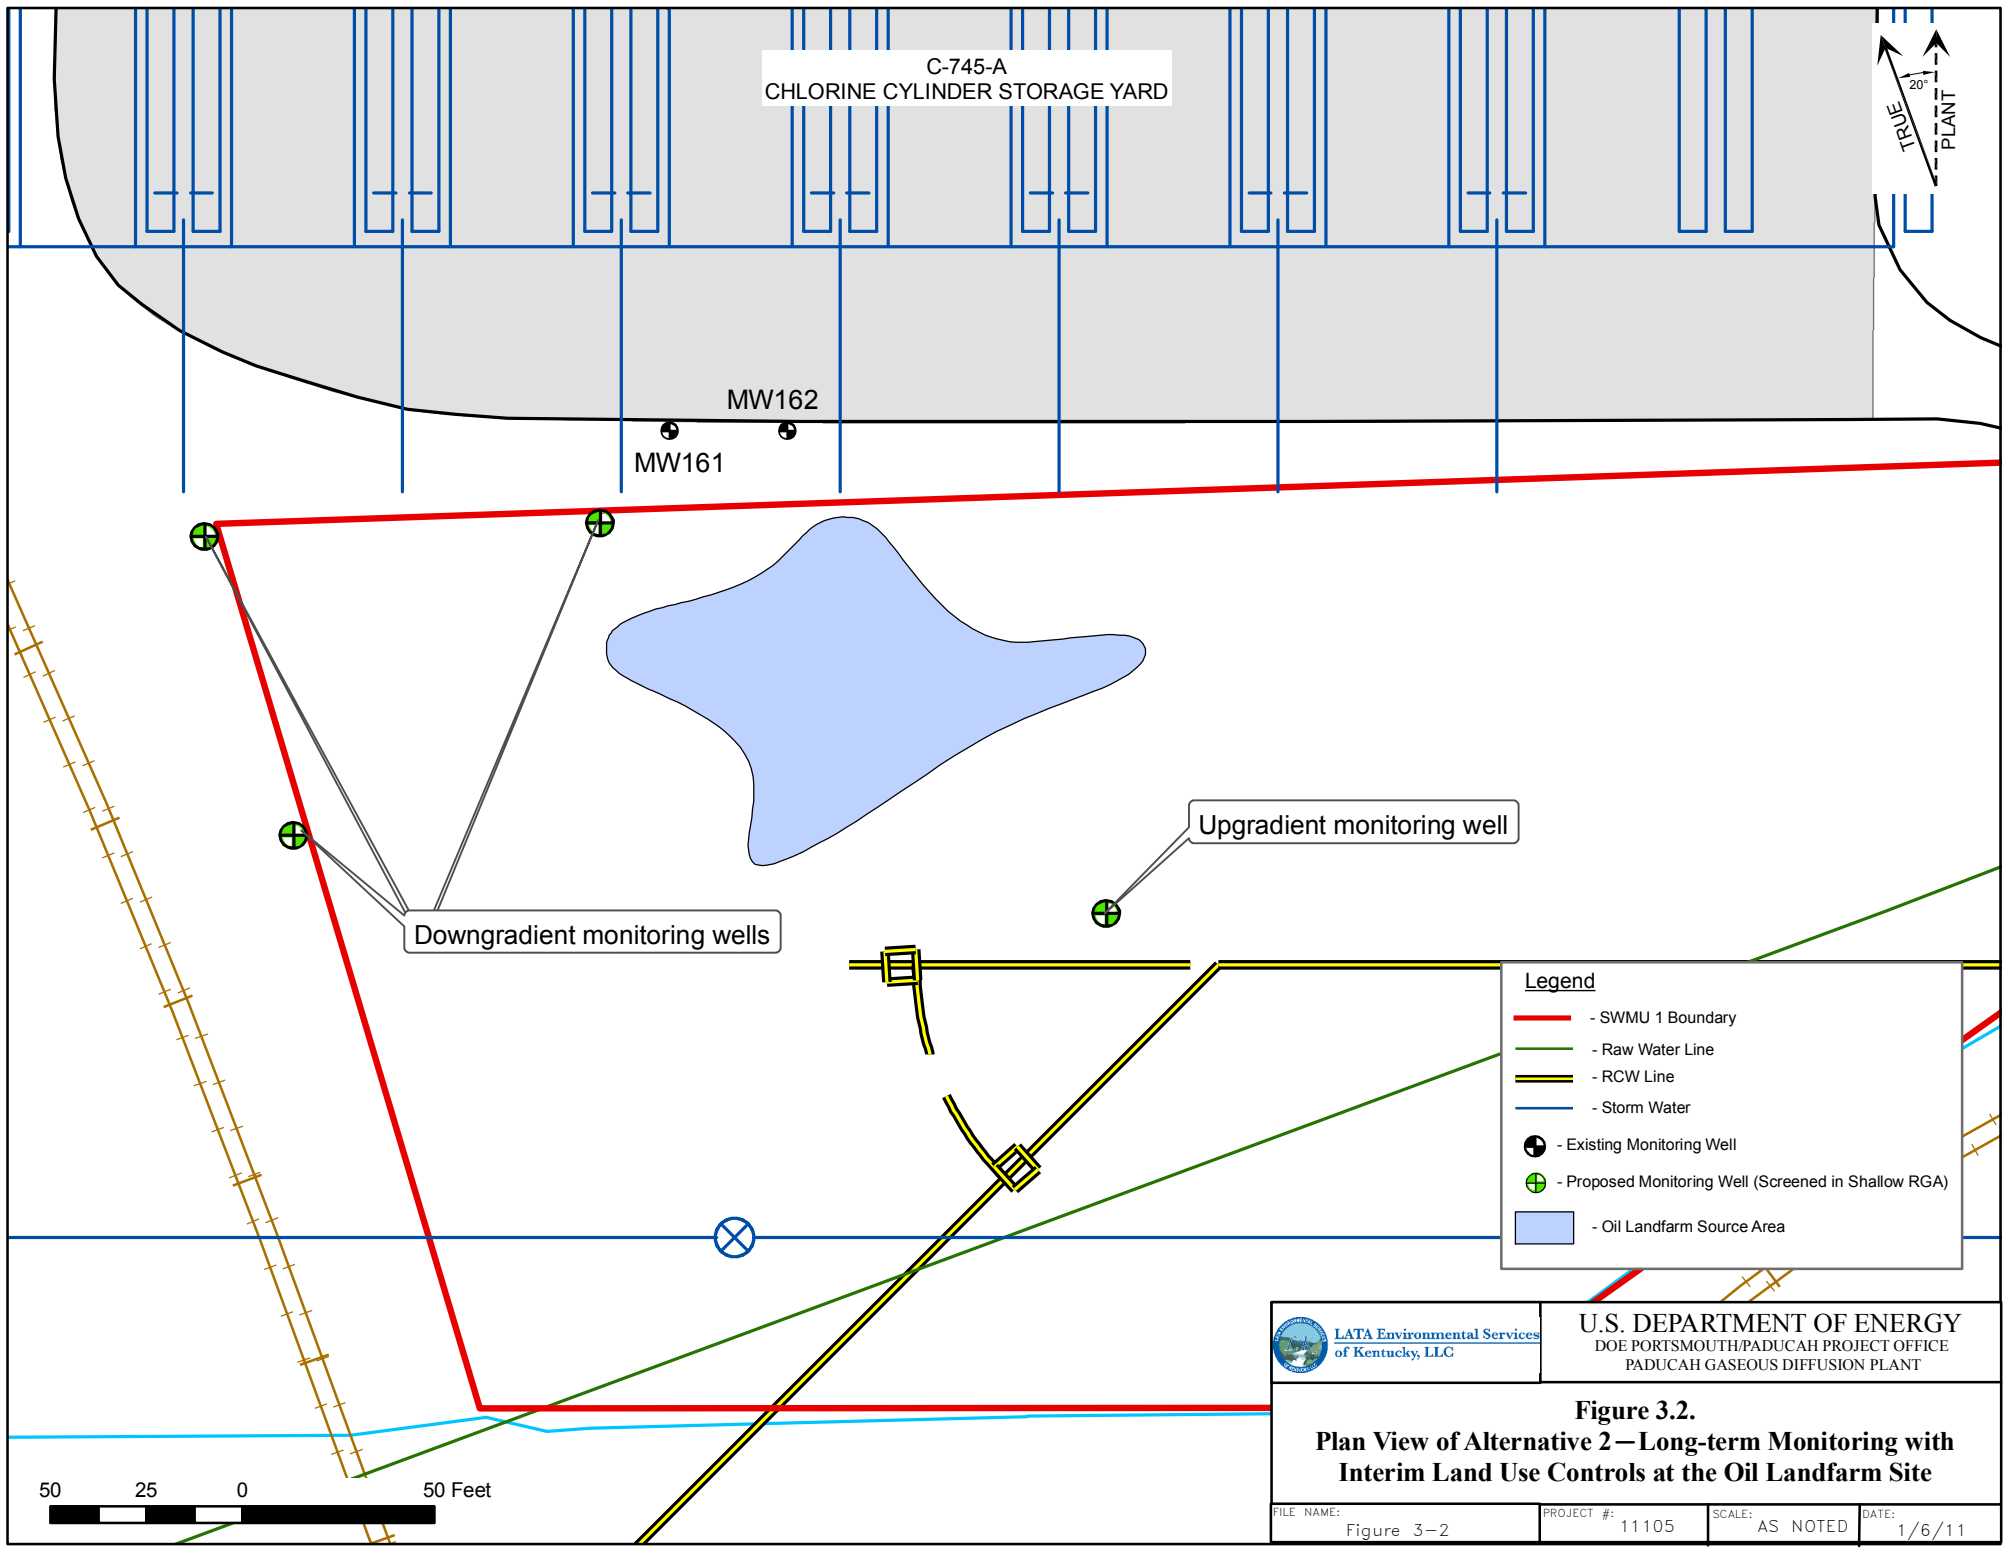 C-745-A
CHLORINE CYLINDER STORAGE YARD
20°
TRUE
PLANT
MW162
MW161
Upgradient monitoring well
Downgradient monitoring wells
Legend
- SWMU 1 Boundary
- Raw Water Line
- RCW Line
- Storm Water
- Existing Monitoring Well
- Proposed Monitoring Well (Screened in Shallow RGA)
- Oil Landfarm Source Area
50 25 0 50 Feet
LATA Environmental Services
of Kentucky, LLC
U.S. DEPARTMENT OF ENERGY
DOE PORTSMOUTH/PADUCAH PROJECT OFFICE
PADUCAH GASEOUS DIFFUSION PLANT
Figure 3.2.
Plan View of Alternative 2—Long-term Monitoring with
Interim Land Use Controls at the Oil Landfarm Site
FILE NAME: Figure 3-2
PROJECT #: 11105
SCALE: AS NOTED
DATE: 1/6/11